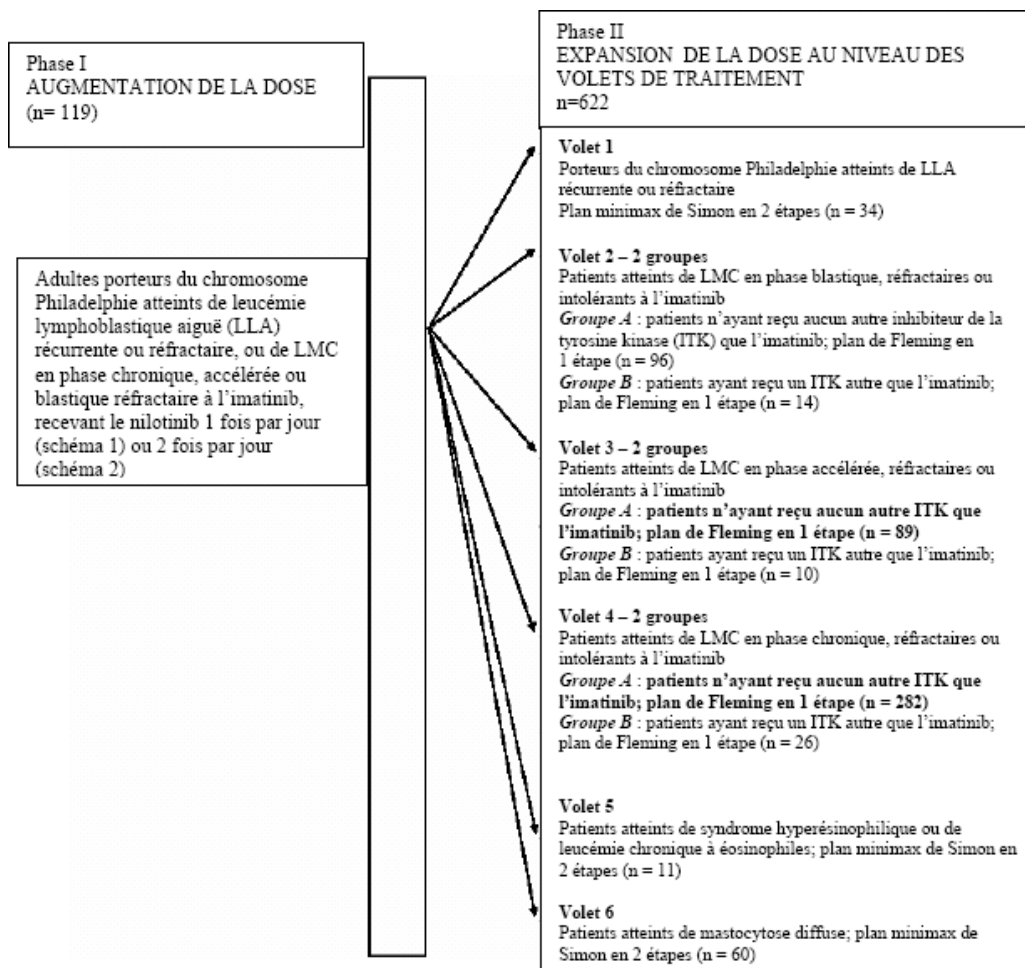 Phase I
AUGMENTATION DE LA DOSE
(n= 119)
Adultes porteurs du chromosome
Philadelphie atteints de leucémie
lymphoblastique aiguë (LLA)
récurrente ou réfractaire, ou de LMC
en phase chronique, accélérée ou
blastique réfractaire à l'imatinib,
recevant le nilotinib 1 fois par jour
(schéma 1) ou 2 fois par jour
(schéma 2)
Phase II
EXPANSION DE LA DOSE AU NIVEAU DES
VOLETS DE TRAITEMENT
n=622
Volet 1
Porteurs du chromosome Philadelphie atteints de LLA
récurrente ou réfractaire
Plan minimax de Simon en 2 étapes (n = 34)
Volet 2 – 2 groupes
Patients atteints de LMC en phase blastique, réfractaires ou
intolérants à l'imatinib
Groupe A : patients n'ayant reçu aucun autre inhibiteur de la
tyrosine kinase (ITK) que l'imatinib; plan de Fleming en
1 étape (n = 96)
Groupe B : patients ayant reçu un ITK autre que l'imatinib;
plan de Fleming en 1 étape (n = 14)
Volet 3 – 2 groupes
Patients atteints de LMC en phase accélérée, réfractaires ou
intolérants à l'imatinib
Groupe A : patients n'ayant reçu aucun autre ITK que
l'imatinib; plan de Fleming en 1 étape (n = 89)
Groupe B : patients ayant reçu un ITK autre que l'imatinib;
plan de Fleming en 1 étape (n = 10)
Volet 4 – 2 groupes
Patients atteints de LMC en phase chronique, réfractaires ou
intolérants à l'imatinib
Groupe A : patients n'ayant reçu aucun autre ITK que
l'imatinib; plan de Fleming en 1 étape (n = 282)
Groupe B : patients ayant reçu un ITK autre que l'imatinib;
plan de Fleming en 1 étape (n = 26)
Volet 5
Patients atteints de syndrome hyperésinophilique ou de
leucémie chronique à éosinophiles; plan minimax de Simon en
2 étapes (n = 11)
Volet 6
Patients atteints de mastocytose diffuse; plan minimax de
Simon en 2 étapes (n = 60)